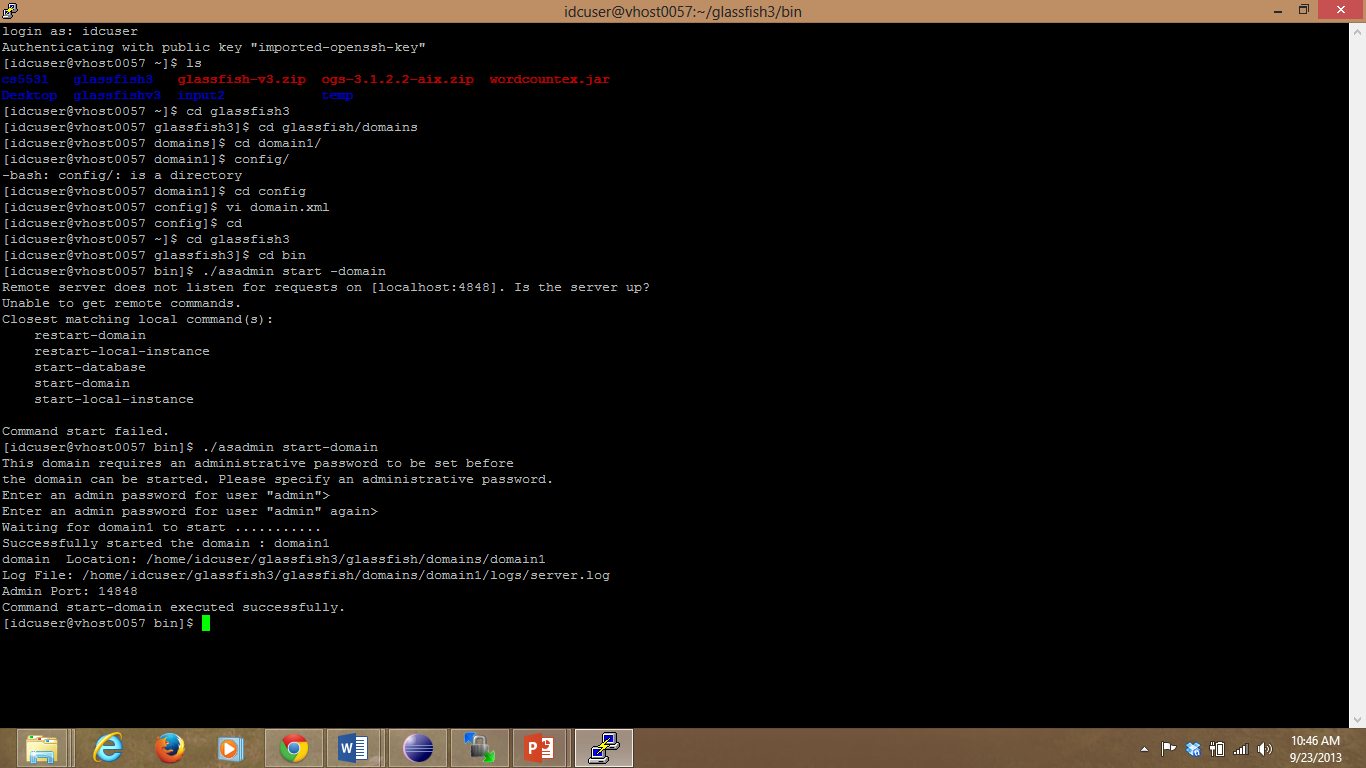 idcuser@vhost0057:~/glassfish3/bin
login as: idcuser
Authenticating with public key "imported-openssh-key"
[idcuser@vhost0057 ~]$ ls
cs5531 glassfish3 glassfish-v3.zip ogs-3.1.2.2-aix.zip wordcountex.jar
Desktop glassfishv3 input2 temp
[idcuser@vhost0057 ~]$ cd glassfish3
[idcuser@vhost0057 glassfish3]$ cd glassfish/domains
[idcuser@vhost0057 domains]$ cd domain1/
[idcuser@vhost0057 domain1]$ config/
-bash: config/: is a directory
[idcuser@vhost0057 domain1]$ cd config
[idcuser@vhost0057 config]$ vi domain.xml
[idcuser@vhost0057 config]$ cd
[idcuser@vhost0057 ~]$ cd glassfish3
[idcuser@vhost0057 glassfish3]$ cd bin
[idcuser@vhost0057 bin]$ ./asadmin start -domain
Remote server does not listen for requests on [localhost:4848]. Is the server up?
Unable to get remote commands.
Closest matching local command(s):
    restart-domain
    restart-local-instance
    start-database
    start-domain
    start-local-instance
Command start failed.
[idcuser@vhost0057 bin]$ ./asadmin start-domain
This domain requires an administrative password to be set before
the domain can be started. Please specify an administrative password.
Enter an admin password for user "admin">
Enter an admin password for user "admin" again>
Waiting for domain1 to start ...........
Successfully started the domain : domain1
domain  Location: /home/idcuser/glassfish3/glassfish/domains/domain1
Log File: /home/idcuser/glassfish3/glassfish/domains/domain1/logs/server.log
Admin Port: 14848
Command start-domain executed successfully.
[idcuser@vhost0057 bin]$
10:46 AM
9/23/2013